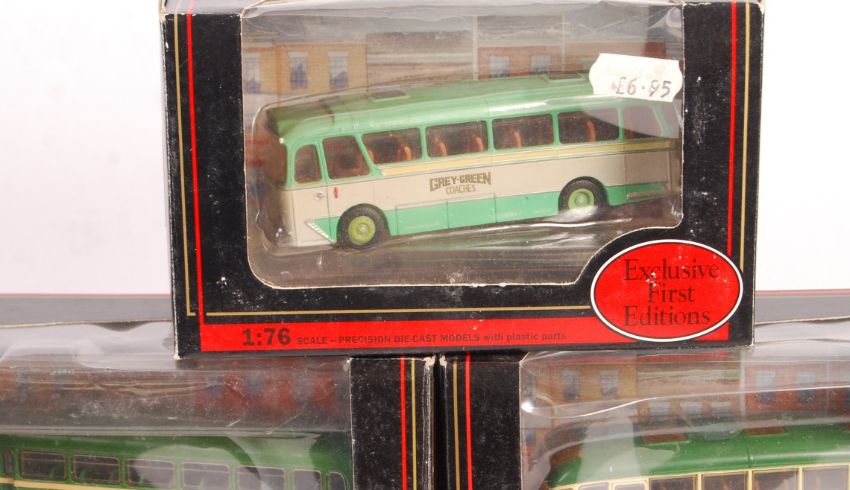 £6.95
GREY-GREEN
COACHES
Exclusive
First
Editions
1:76 SCALE – PRECISION DIE-CAST MODELS with plastic parts